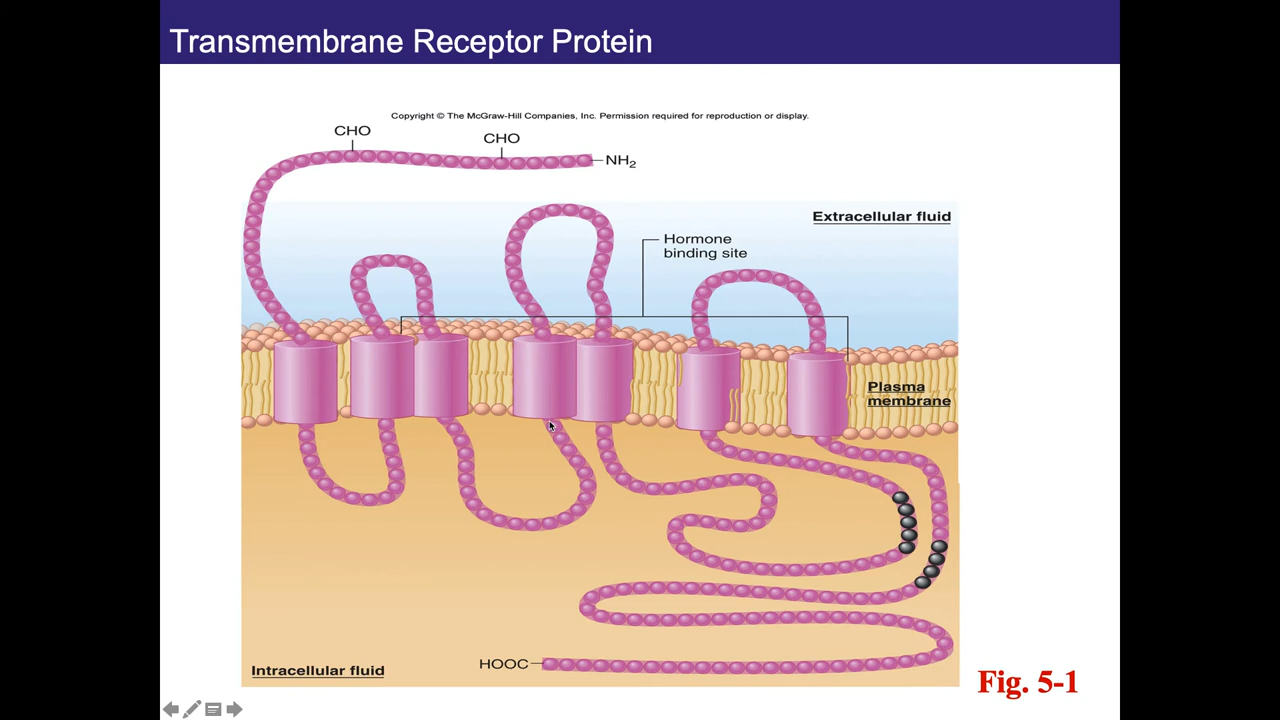 Transmembrane Receptor Protein
Copyright © The McGraw-Hill Companies, Inc. Permission required for reproduction or display.
CHO
CHO
NH₂
Extracellular fluid
Hormone
binding site
Plasma
membrane
HOOC
Intracellular fluid
Fig. 5-1